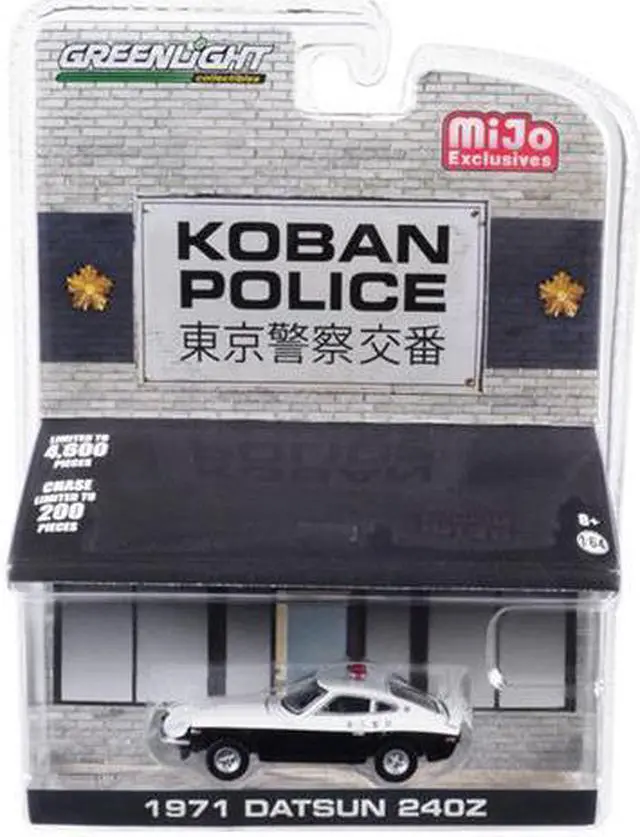 GREENLIGHT
collectibles
MiJo
Exclusives
KOBAN
POLICE
東京警察交番
LIMITED TO
4,600
PIECES
CHASE
LIMITED TO
200
PIECES
8+
1:64
1971 DATSUN 240Z